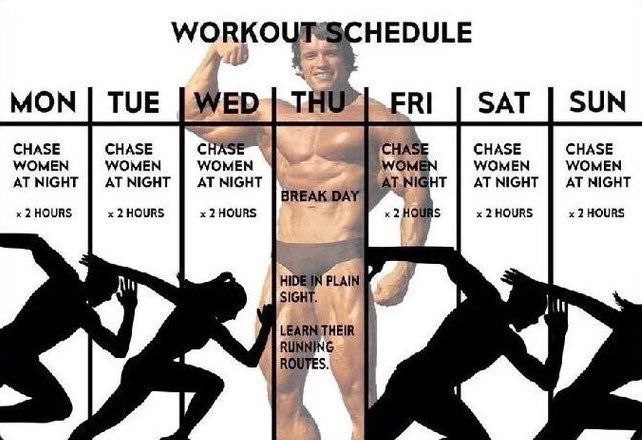 WORKOUT SCHEDULE
MON TUE WED THU FRI SAT SUN
CHASE
WOMEN
AT NIGHT
x 2 HOURS
CHASE
WOMEN
AT NIGHT
x 2 HOURS
CHASE
WOMEN
AT NIGHT
x 2 HOURS
BREAK DAY
HIDE IN PLAIN
SIGHT.
LEARN THEIR
RUNNING
ROUTES.
CHASE
WOMEN
AT NIGHT
x 2 HOURS
CHASE
WOMEN
AT NIGHT
x 2 HOURS
CHASE
WOMEN
AT NIGHT
x 2 HOURS